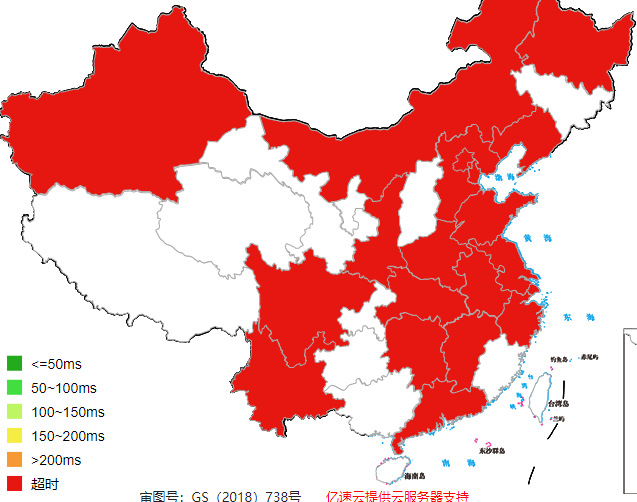 渤 海
黄 海
东 海
钓鱼岛
赤尾屿
台湾岛
兰屿
东沙群岛
南 海
海南岛
<=50ms
50~100ms
100~150ms
150~200ms
>200ms
超时
审图号：GS（2018）738号
亿速云提供云服务器支持